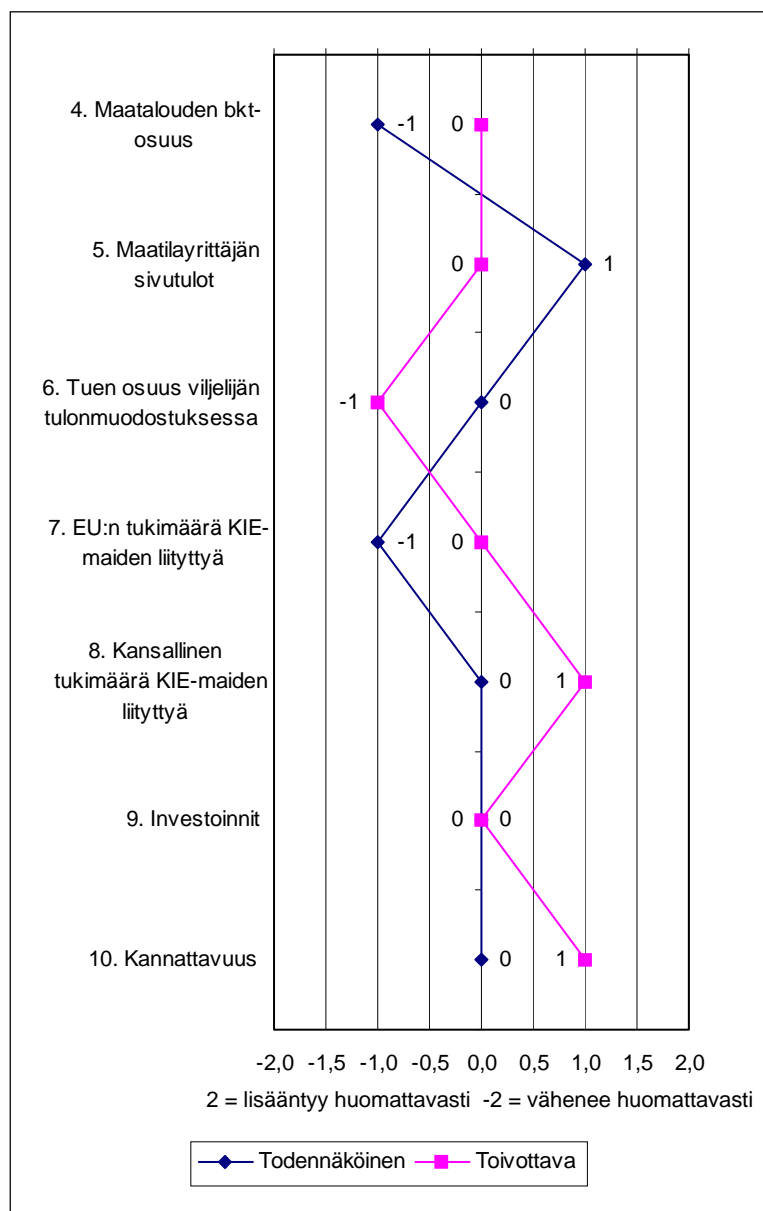 4. Maatalouden bkt-
osuus
-1 0
5. Maatilayrittäjän
sivutulot
0 1
6. Tuen osuus viljelijän
tulonmuodostuksessa
-1 0
7. EU:n tukimäärä KIE-
maiden liityttyä
-1 0
8. Kansallinen
tukimäärä KIE-maiden
liityttyä
0 1
9. Investoinnit
0 0
10. Kannattavuus
0 1
-2,0 -1,5 -1,0 -0,5 0,0 0,5 1,0 1,5 2,0
2 = lisääntyy huomattavasti -2 = vähenee huomattavasti
Todennäköinen Toivottava